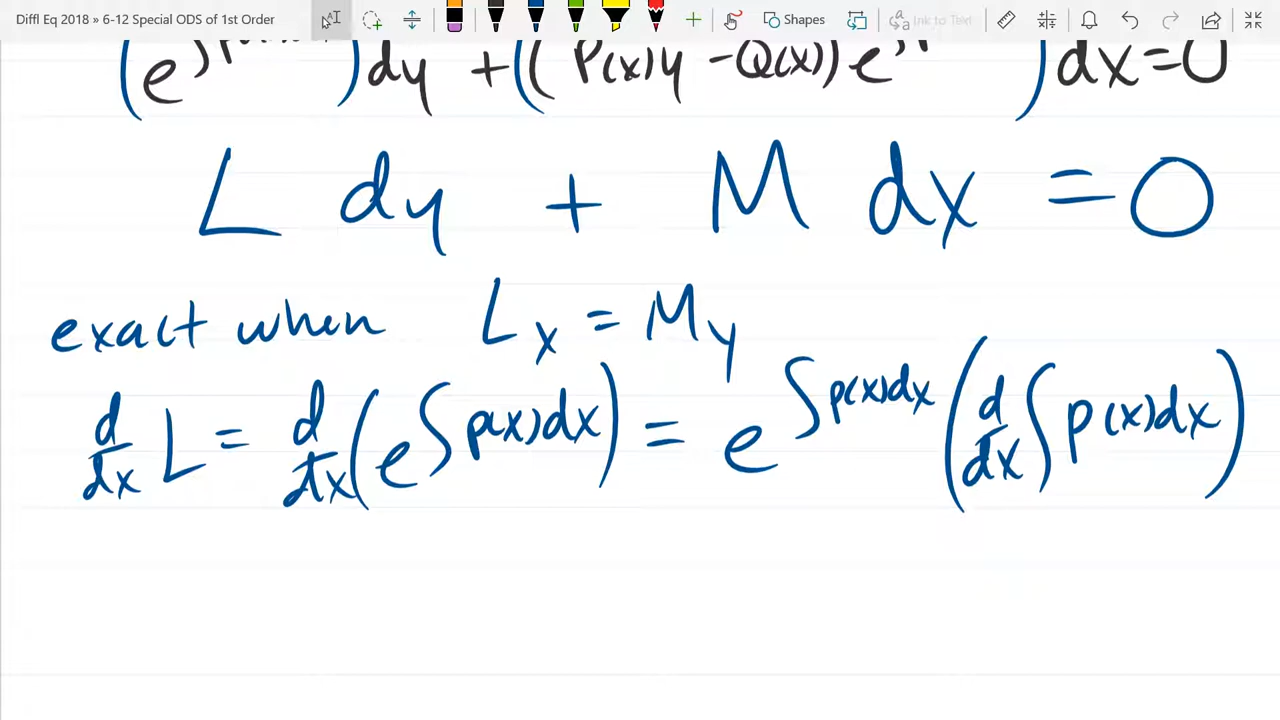 Diffl Eq 2018 » 6-12 Special ODS of 1st Order Shapes Ink to Text
(e^∫p )dy + ((P(x)y - Q(x))e^∫ )dx=0
L dy + M dx = 0
exact when L_x = M_y
d/dx L = d/dx (e^∫p(x)dx) = e^∫p(x)dx (d/dx ∫p(x)dx)